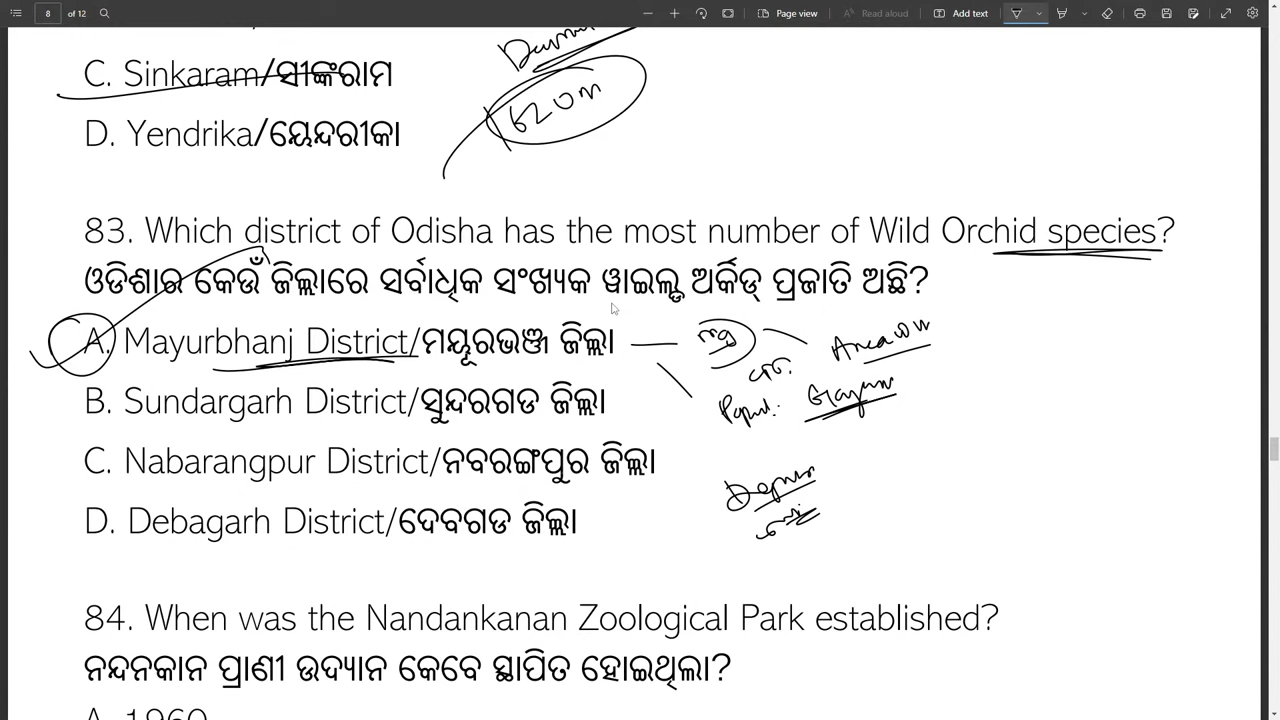 8 of 12
Page view
Read aloud
Add text
C. Sinkaram/ସୀଙ୍କରାମ
1620m
D. Yendrika/ୟେନ୍ଦରୀକା
83. Which district of Odisha has the most number of Wild Orchid species?
ଓଡିଶାର କେଉଁ ଜିଲ୍ଲାରେ ସର୍ବାଧିକ ସଂଖ୍ୟକ ୱାଇଲ୍ଡ ଅର୍କିଡ୍ ପ୍ରଜାତି ଅଛି?
A. Mayurbhanj District/ମୟୂରଭଞ୍ଜ ଜିଲ୍ଲା
B. Sundargarh District/ସୁନ୍ଦରଗଡ ଜିଲ୍ଲା
C. Nabarangpur District/ନବରଙ୍ଗପୁର ଜିଲ୍ଲା
D. Debagarh District/ଦେବଗଡ ଜିଲ୍ଲା
84. When was the Nandankanan Zoological Park established?
ନନ୍ଦନକାନ ପ୍ରାଣୀ ଉଦ୍ୟାନ କେବେ ସ୍ଥାପିତ ହୋଇଥିଲା?
A. 1960